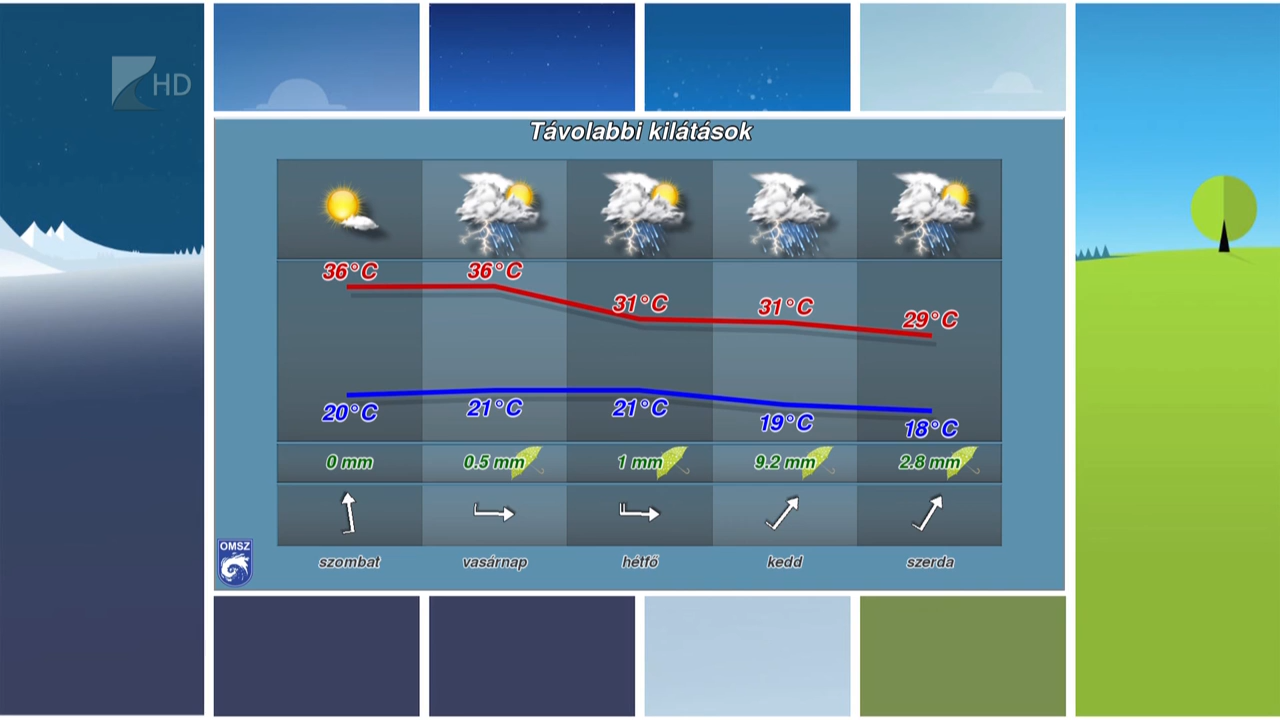 HD
Távolabbi kilátások
36°C 36°C 31°C 31°C 29°C
20°C 21°C 21°C 19°C 18°C
0 mm 0.5 mm 1 mm 9.2 mm 2.8 mm
OMSZ
szombat vasárnap hétfő kedd szerda